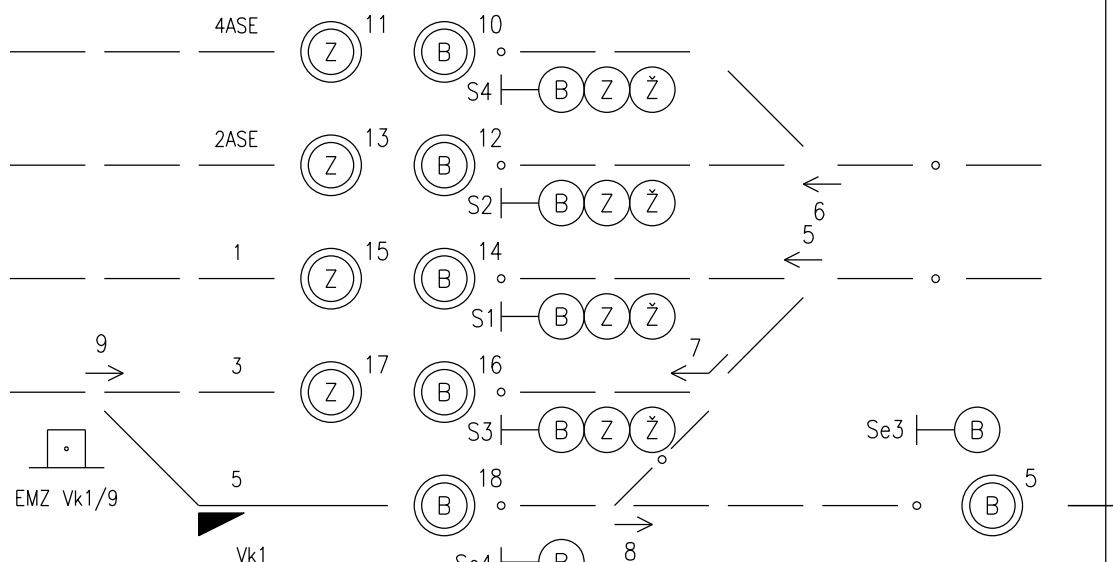 4ASE Z 11 B 10
S4 B Z Ž
2ASE Z 13 B 12
S2 B Z Ž
6
5
1 Z 15 B 14
S1 B Z Ž
9 7
3 Z 17 B 16
S3 B Z Ž Se3 B
EMZ Vk1/9 5 B 18 B 5
Vk1 8
Se4 B